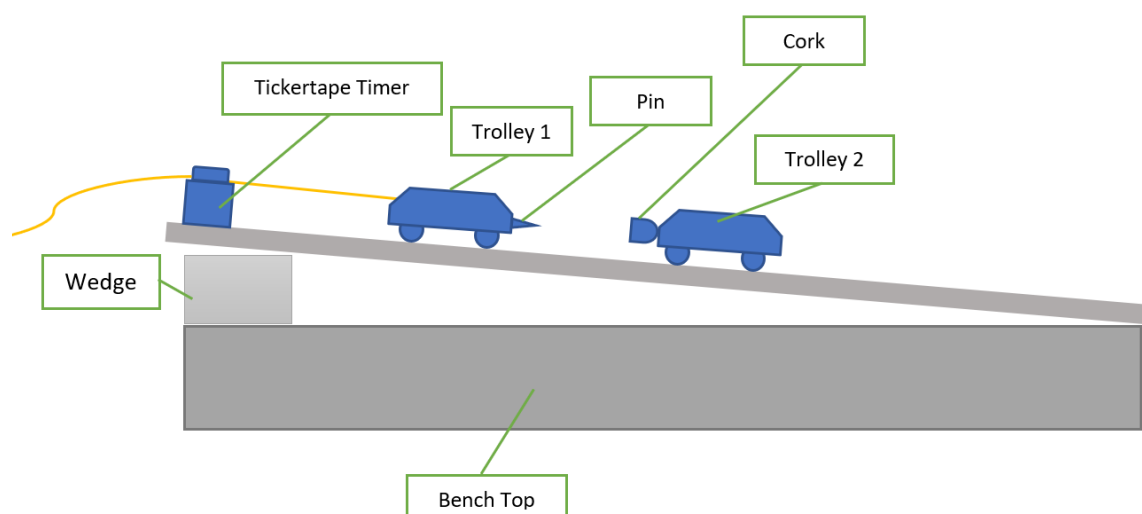 Cork
Tickertape Timer
Pin
Trolley 1
Trolley 2
Wedge
Bench Top